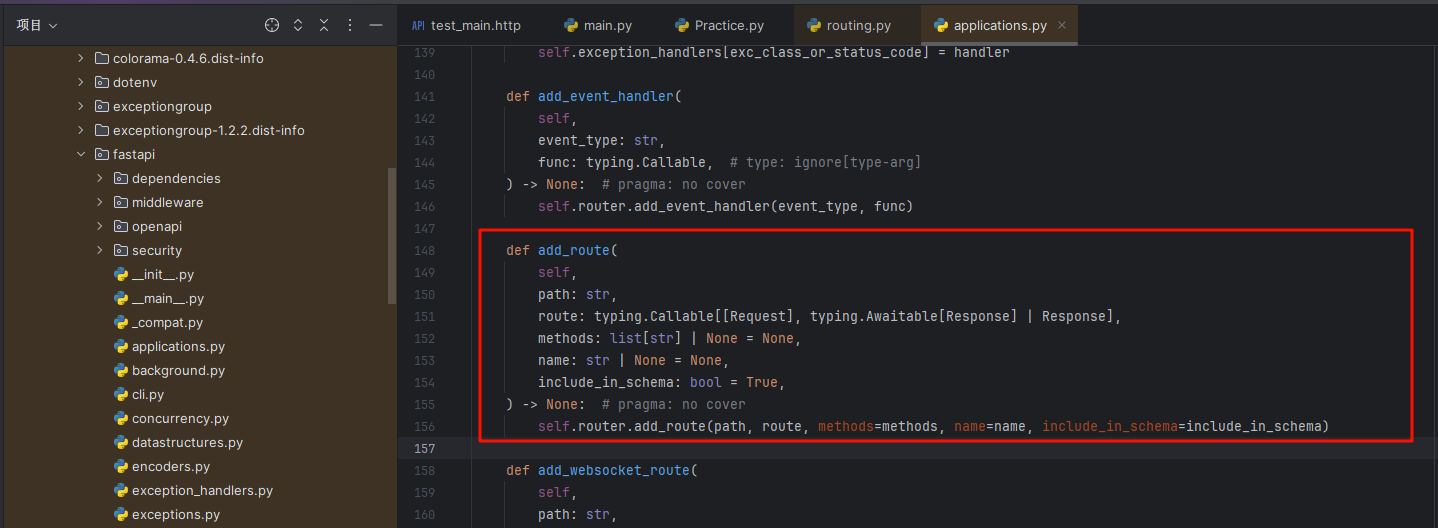 项目
colorama-0.4.6.dist-info
dotenv
exceptiongroup
exceptiongroup-1.2.2.dist-info
fastapi
dependencies
middleware
openapi
security
__init__.py
__main__.py
_compat.py
applications.py
background.py
cli.py
concurrency.py
datastructures.py
encoders.py
exception_handlers.py
exceptions.py
API test_main.http main.py Practice.py routing.py applications.py
139 self.exception_handlers[exc_class_or_status_code] = handler
140
141 def add_event_handler(
142 self,
143 event_type: str,
144 func: typing.Callable,  # type: ignore[type-arg]
145 ) -> None:  # pragma: no cover
146 self.router.add_event_handler(event_type, func)
147
148 def add_route(
149 self,
150 path: str,
151 route: typing.Callable[[Request], typing.Awaitable[Response] | Response],
152 methods: list[str] | None = None,
153 name: str | None = None,
154 include_in_schema: bool = True,
155 ) -> None:  # pragma: no cover
156 self.router.add_route(path, route, methods=methods, name=name, include_in_schema=include_in_schema)
157
158 def add_websocket_route(
159 self,
160 path: str,